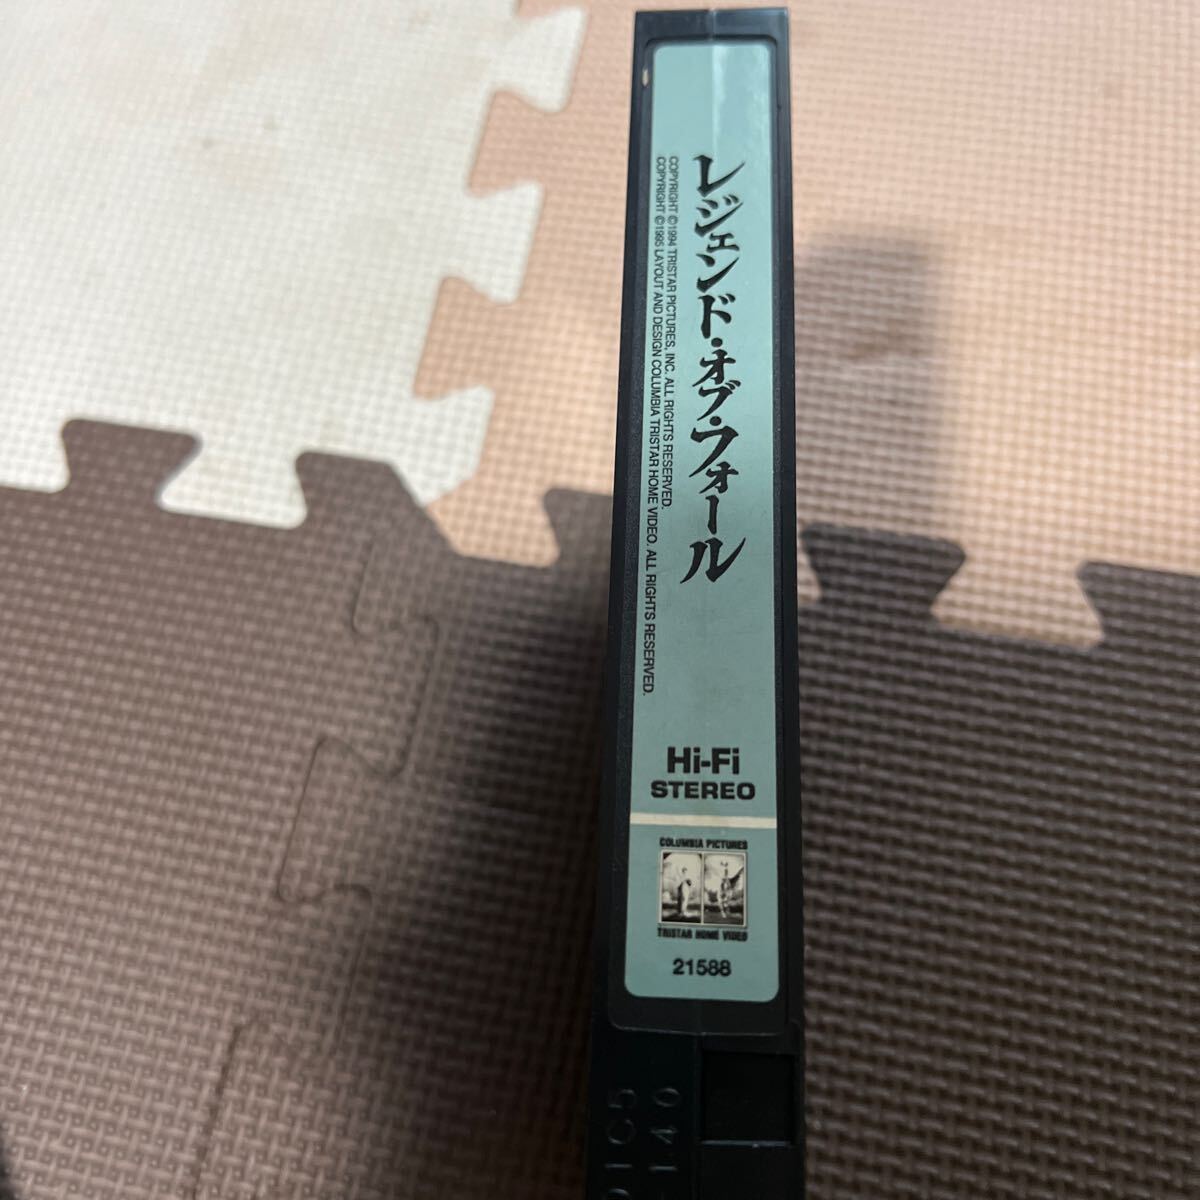 レジェンド・オブ・フォール
COPYRIGHT ©1994 TRISTAR PICTURES, INC. ALL RIGHTS RESERVED.
COPYRIGHT ©1995 LAYOUT AND DESIGN COLUMBIA TRISTAR HOME VIDEO. ALL RIGHTS RESERVED.
Hi-Fi
STEREO
COLUMBIA PICTURES
TRISTAR HOME VIDEO
21588